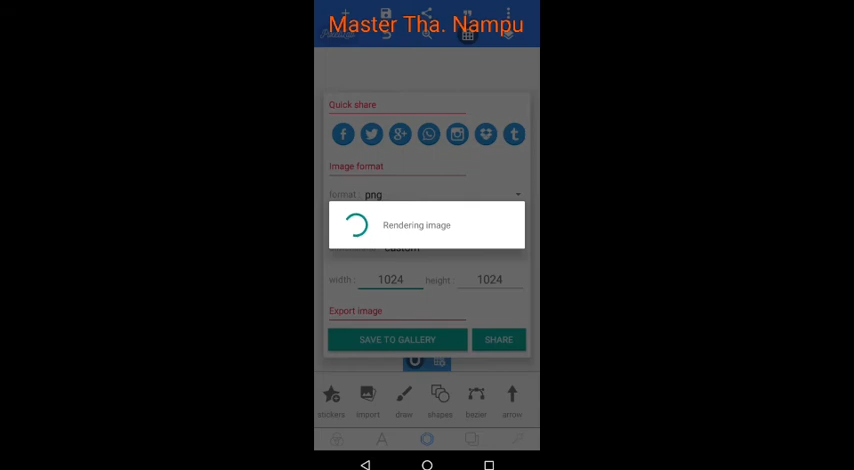 Master Tha. Nampu
Quick share
Image format
format : png
Rendering image
custom
width : 1024 height : 1024
Export image
SAVE TO GALLERY SHARE
stickers import draw shapes bezier arrow